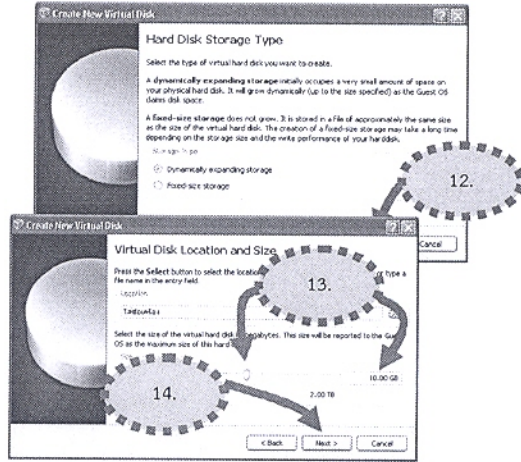 Create New Virtual Disk
Hard Disk Storage Type
Select the type of virtual hard disk you want to create.
A dynamically expanding storage initially occupies a very small amount of space on
your physical hard disk. It will grow dynamically (up to the size specified) as the Guest OS
claims disk space.
A fixed-size storage does not grow. It is stored in a file of approximately the same size
as the size of the virtual hard disk. The creation of a fixed-size storage may take a long time
depending on the storage size and the write performance of your harddisk.
Storage Type
Dynamically expanding storage
Fixed-size storage
12.
Cancel
Create New Virtual Disk
Virtual Disk Location and Size
Press the Select button to select the location or type a
file name in the entry field.
Location
13.
Select the size of the virtual hard disk in megabytes. This size will be reported to the Guest
OS as the maximum size of this hard
10.00 GB
14.
2.00 TB
< Back
Next >
Cancel